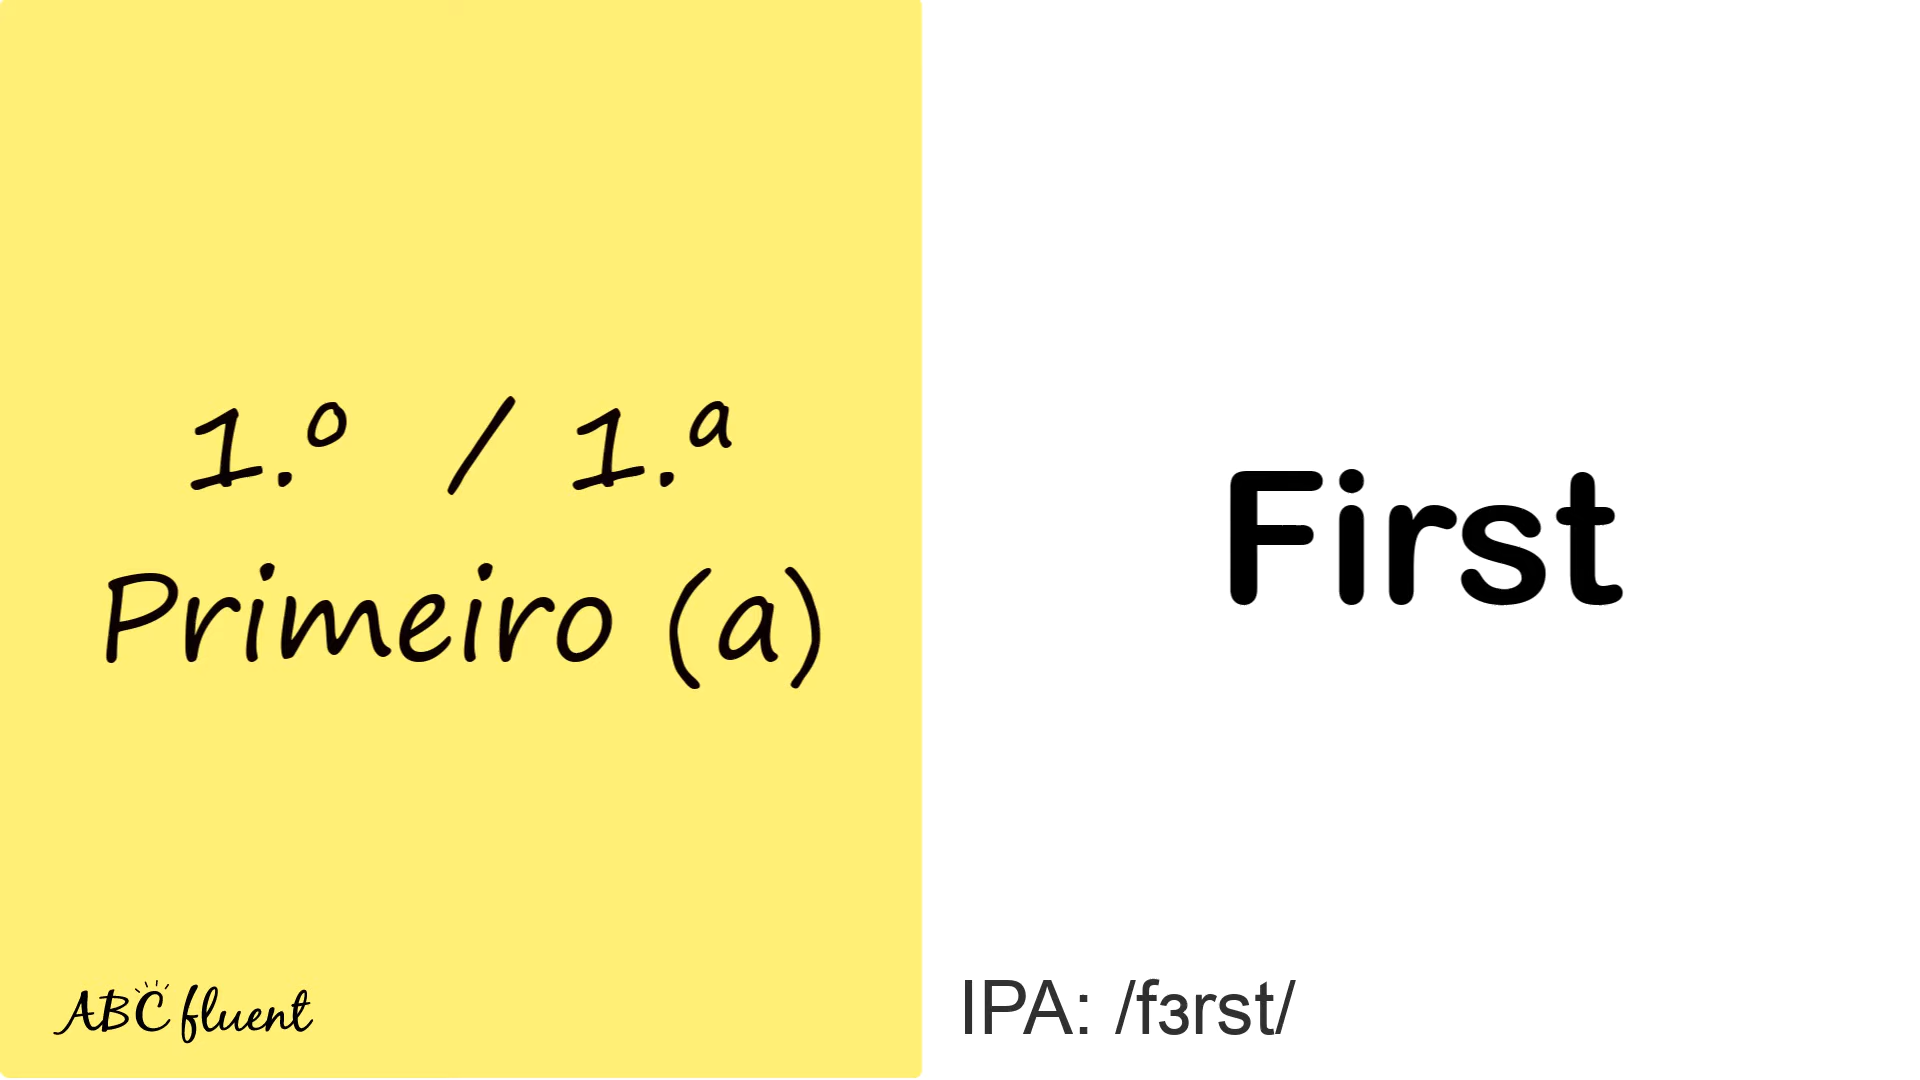 1.º / 1.ª
Primeiro (a)
First
ABC fluent
IPA: /fɜrst/